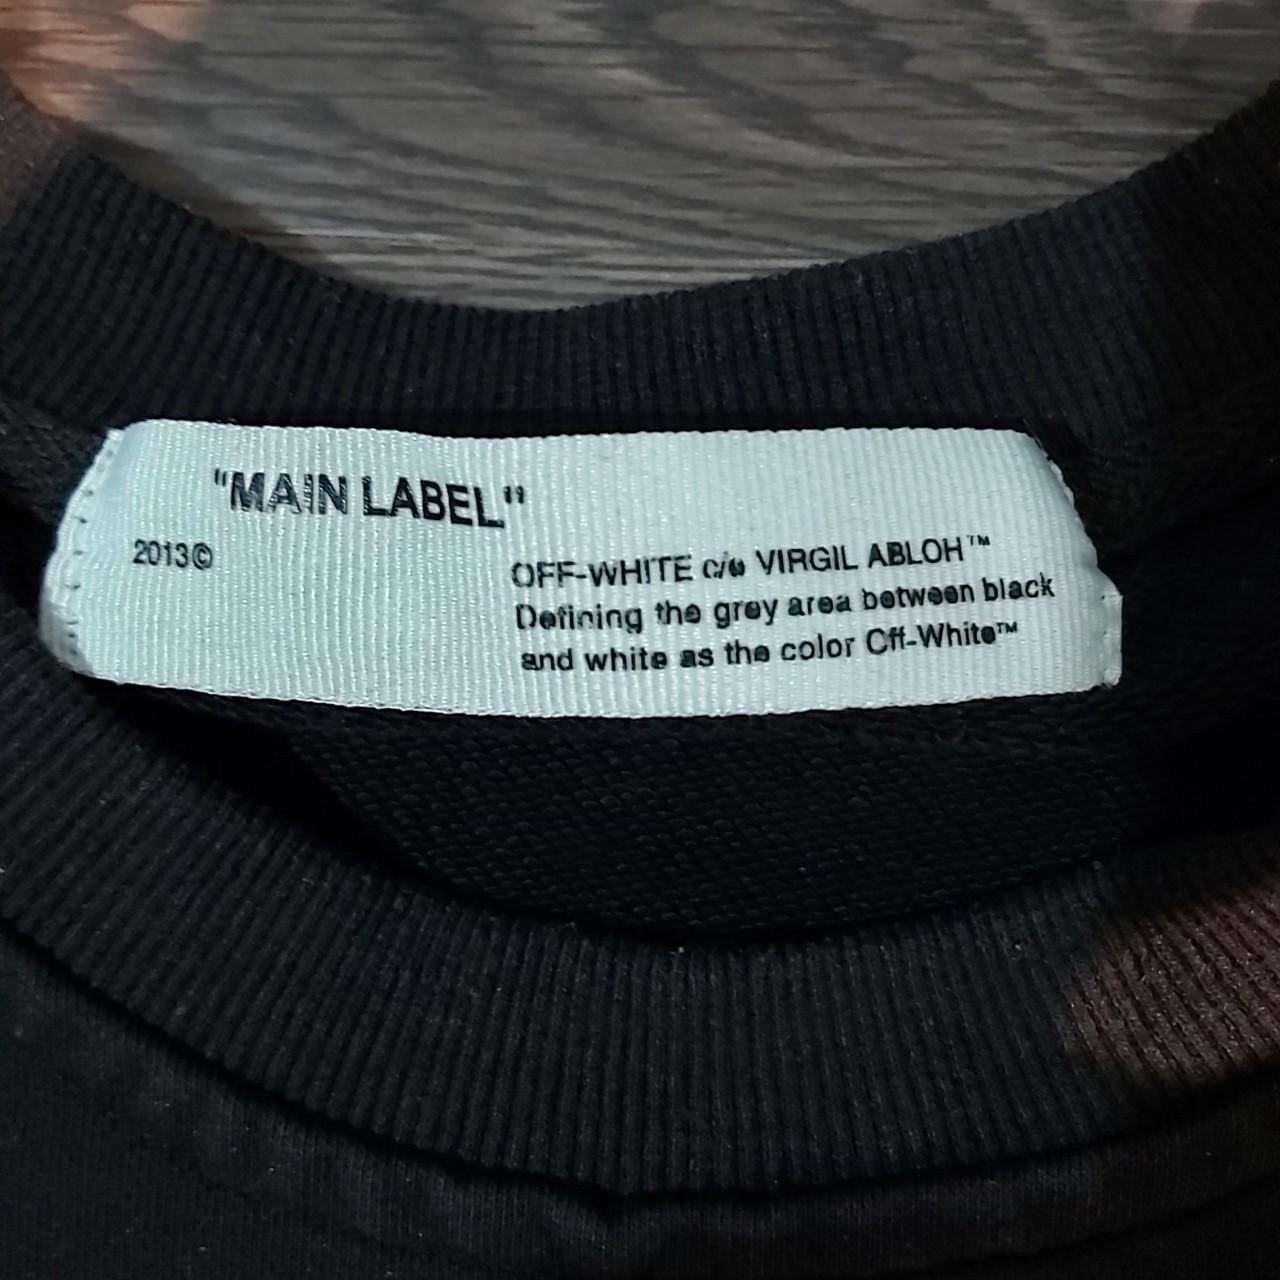 "MAIN LABEL"
2013©
OFF-WHITE c/o VIRGIL ABLOH™
Defining the grey area between black
and white as the color Off-White™